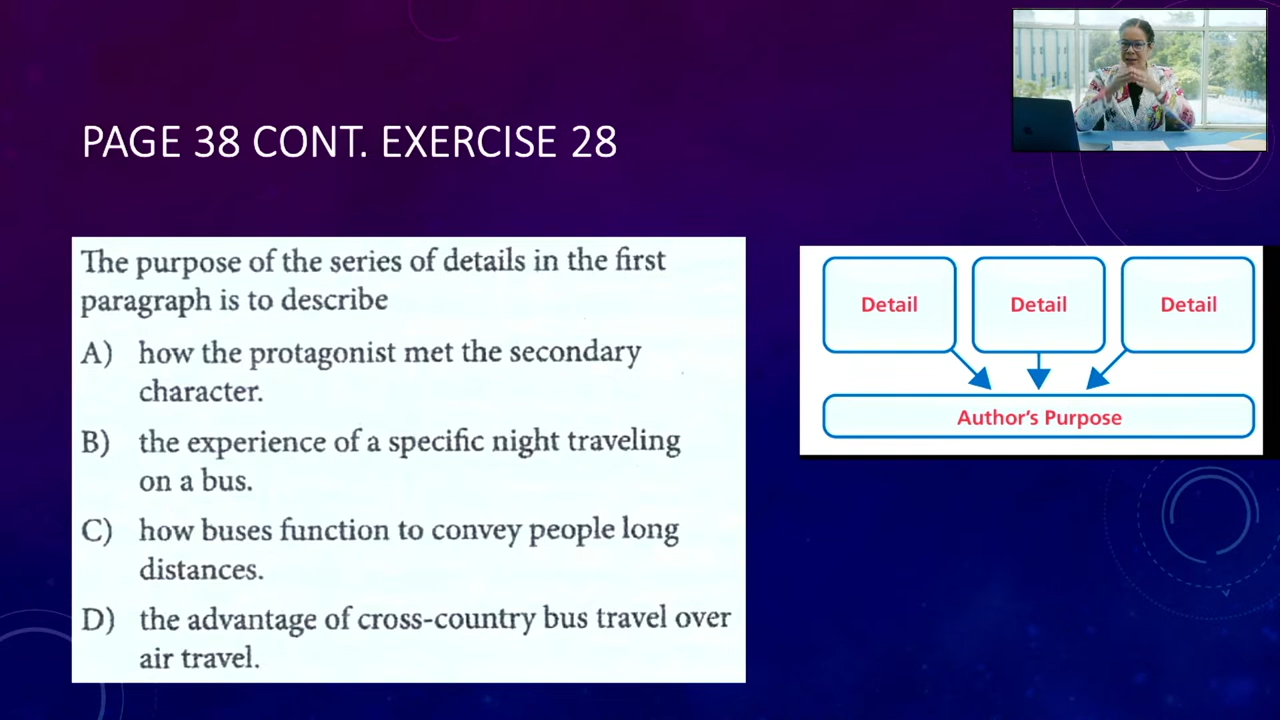 PAGE 38 CONT. EXERCISE 28
The purpose of the series of details in the first
paragraph is to describe
A) how the protagonist met the secondary
character.
B) the experience of a specific night traveling
on a bus.
C) how buses function to convey people long
distances.
D) the advantage of cross-country bus travel over
air travel.
Detail Detail Detail
Author's Purpose